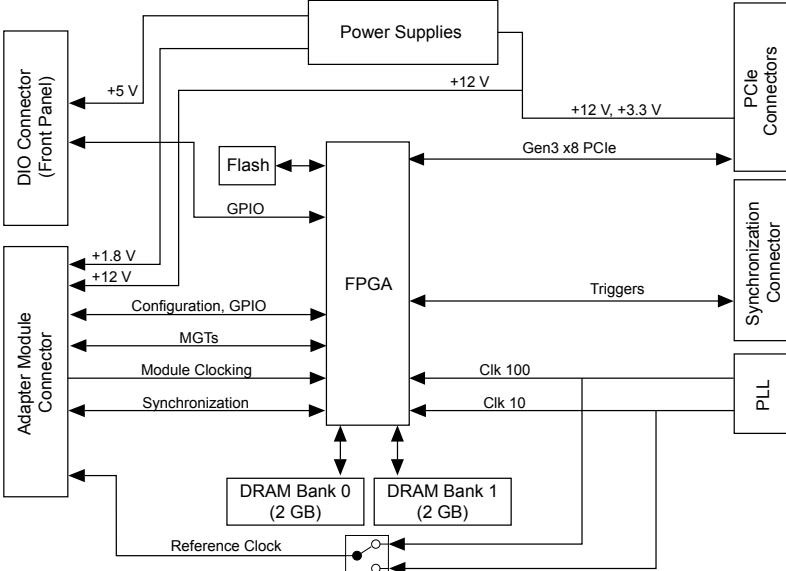 Power Supplies
+5 V
+12 V
+12 V, +3.3 V
PCIe
Connectors
DIO Connector
(Front Panel)
Gen3 x8 PCIe
Flash
GPIO
FPGA
+1.8 V
+12 V
Synchronization
Connector
Triggers
Configuration, GPIO
MGTs
Module Clocking
Synchronization
Adapter Module
Connector
Clk 100
Clk 10
PLL
DRAM Bank 0
(2 GB)
DRAM Bank 1
(2 GB)
Reference Clock